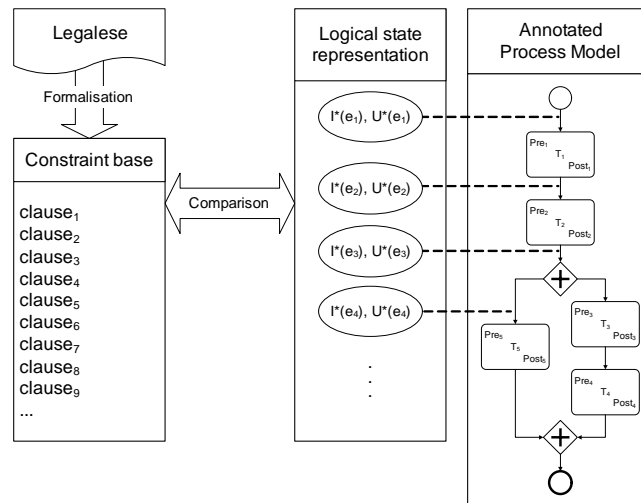 Legalese
Formalisation
Constraint base
clause₁
clause₂
clause₃
clause₄
clause₅
clause₆
clause₇
clause₈
clause₉
...
Comparison
Logical state
representation
I*(e₁), U*(e₁)
I*(e₂), U*(e₂)
I*(e₃), U*(e₃)
I*(e₄), U*(e₄)
.
.
.
Annotated
Process Model
Pre₁
T₁
Post₁
Pre₂
T₂
Post₂
Pre₃
T₃
Post₃
Pre₅
T₅
Post₅
Pre₄
T₄
Post₄